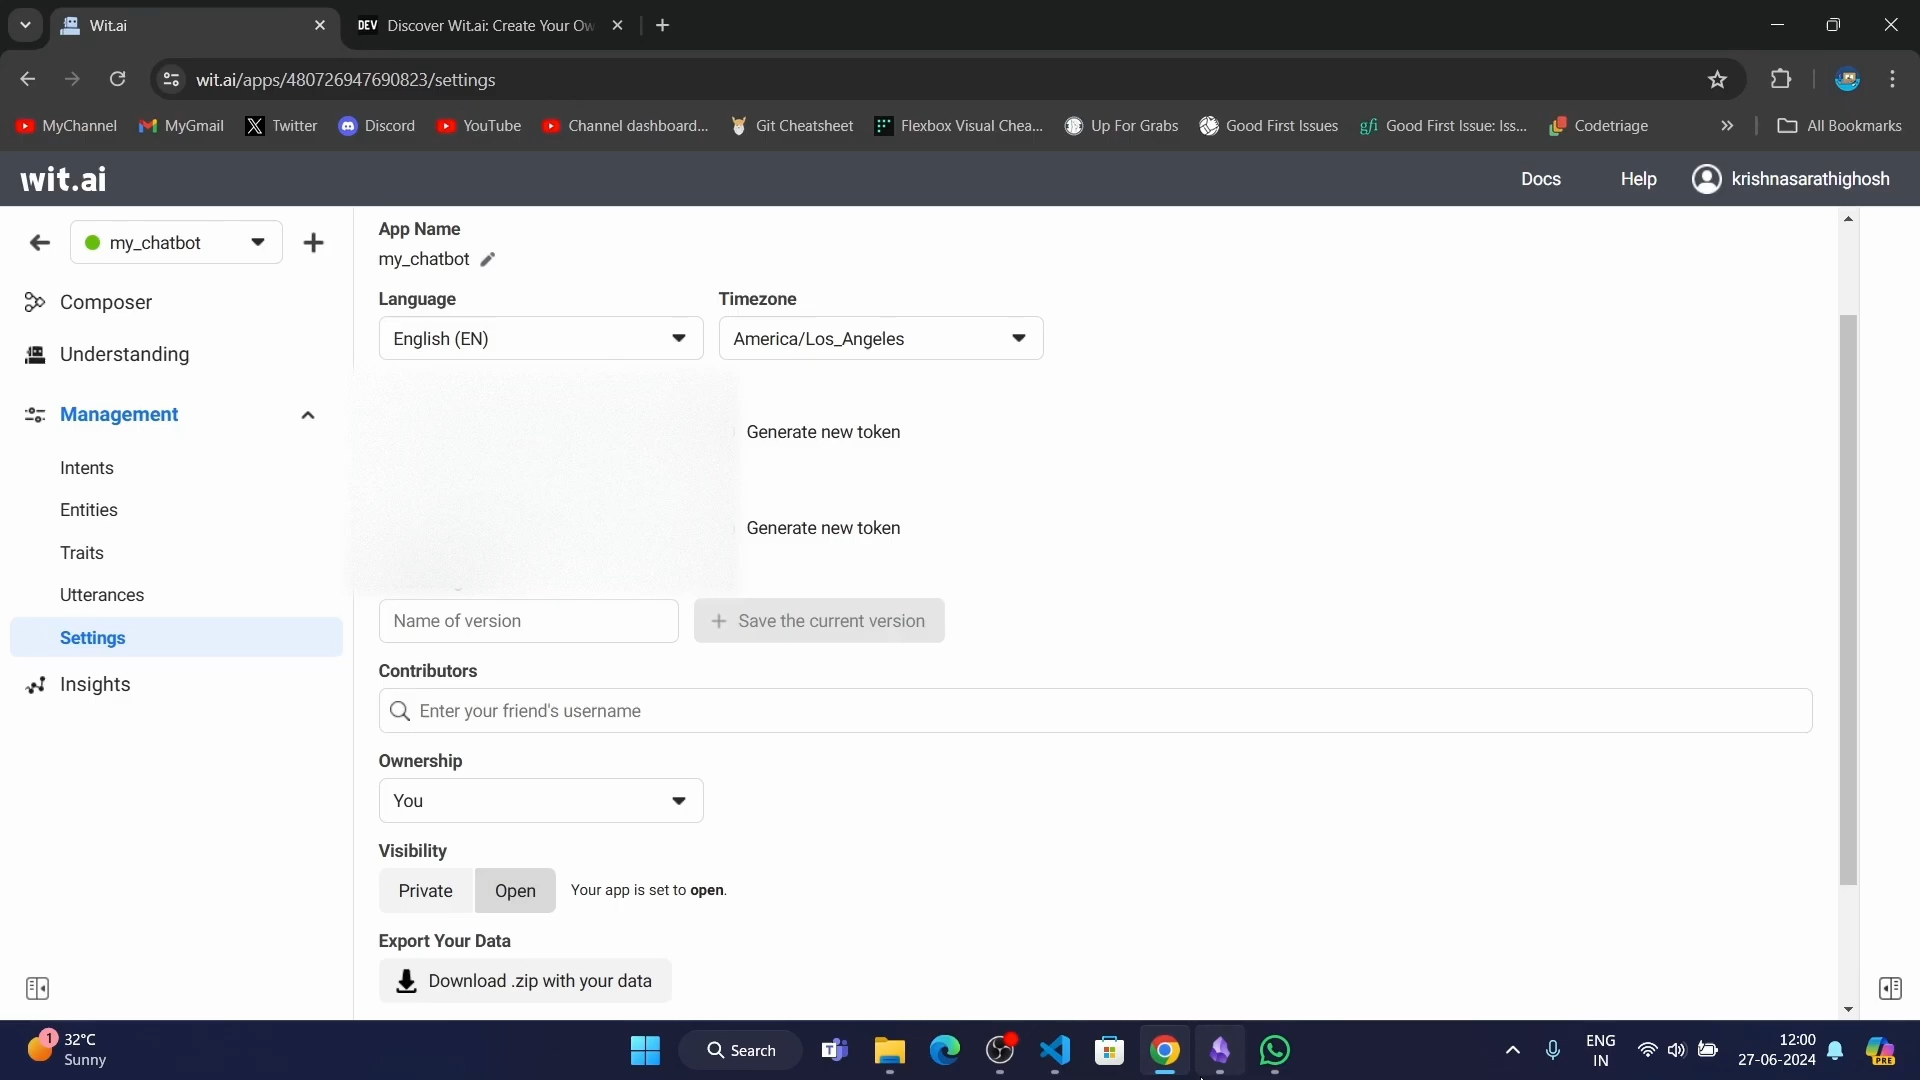 Wit.ai
DEV Discover Wit.ai: Create Your Ow
wit.ai/apps/480726947690823/settings
MyChannel MyGmail Twitter Discord YouTube Channel dashboard... Git Cheatsheet Flexbox Visual Chea... Up For Grabs Good First Issues gfi Good First Issue: Iss... Codetriage » All Bookmarks
wit.ai Docs Help krishnasarathighosh
my_chatbot
Composer
Understanding
Management
Intents
Entities
Traits
Utterances
Settings
Insights
App Name
my_chatbot
Language Timezone
English (EN) America/Los_Angeles
Generate new token
Generate new token
Name of version + Save the current version
Contributors
Enter your friend's username
Ownership
You
Visibility
Private Open Your app is set to open.
Export Your Data
Download .zip with your data
1 32°C
Sunny
Search
ENG
IN
12:00
27-06-2024
PRE